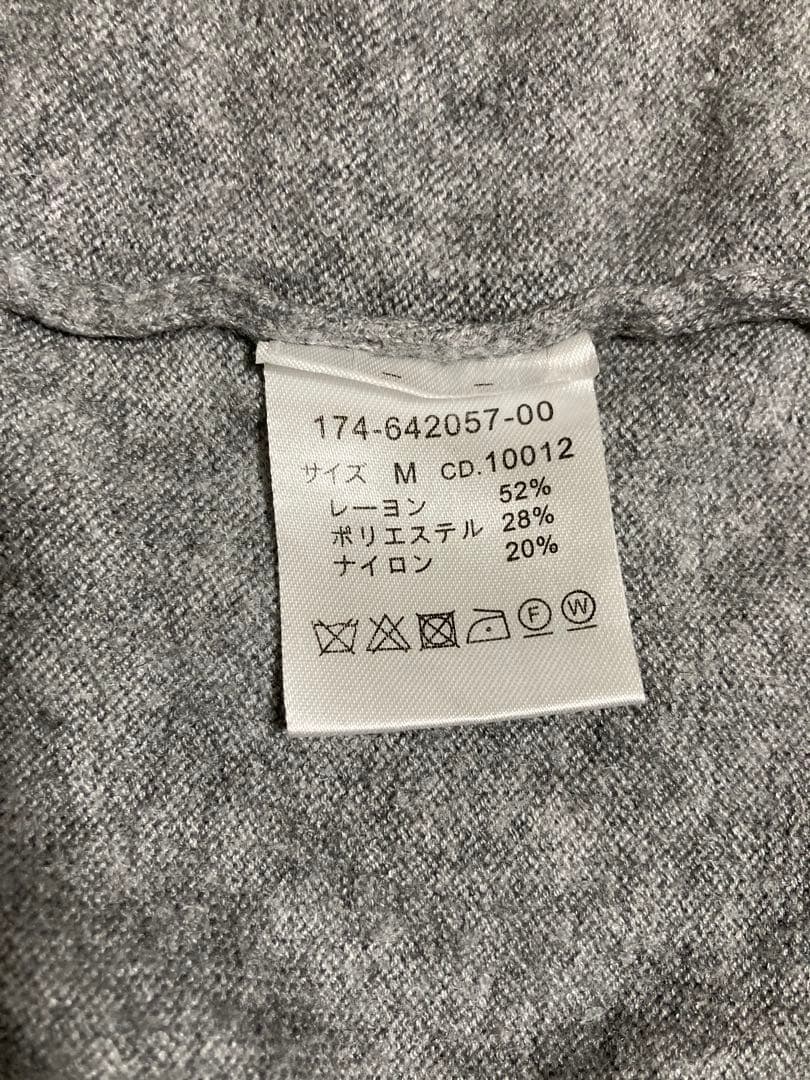 174-642057-00
サイズ M CD.10012
レーヨン 52%
ポリエステル 28%
ナイロン 20%
F W